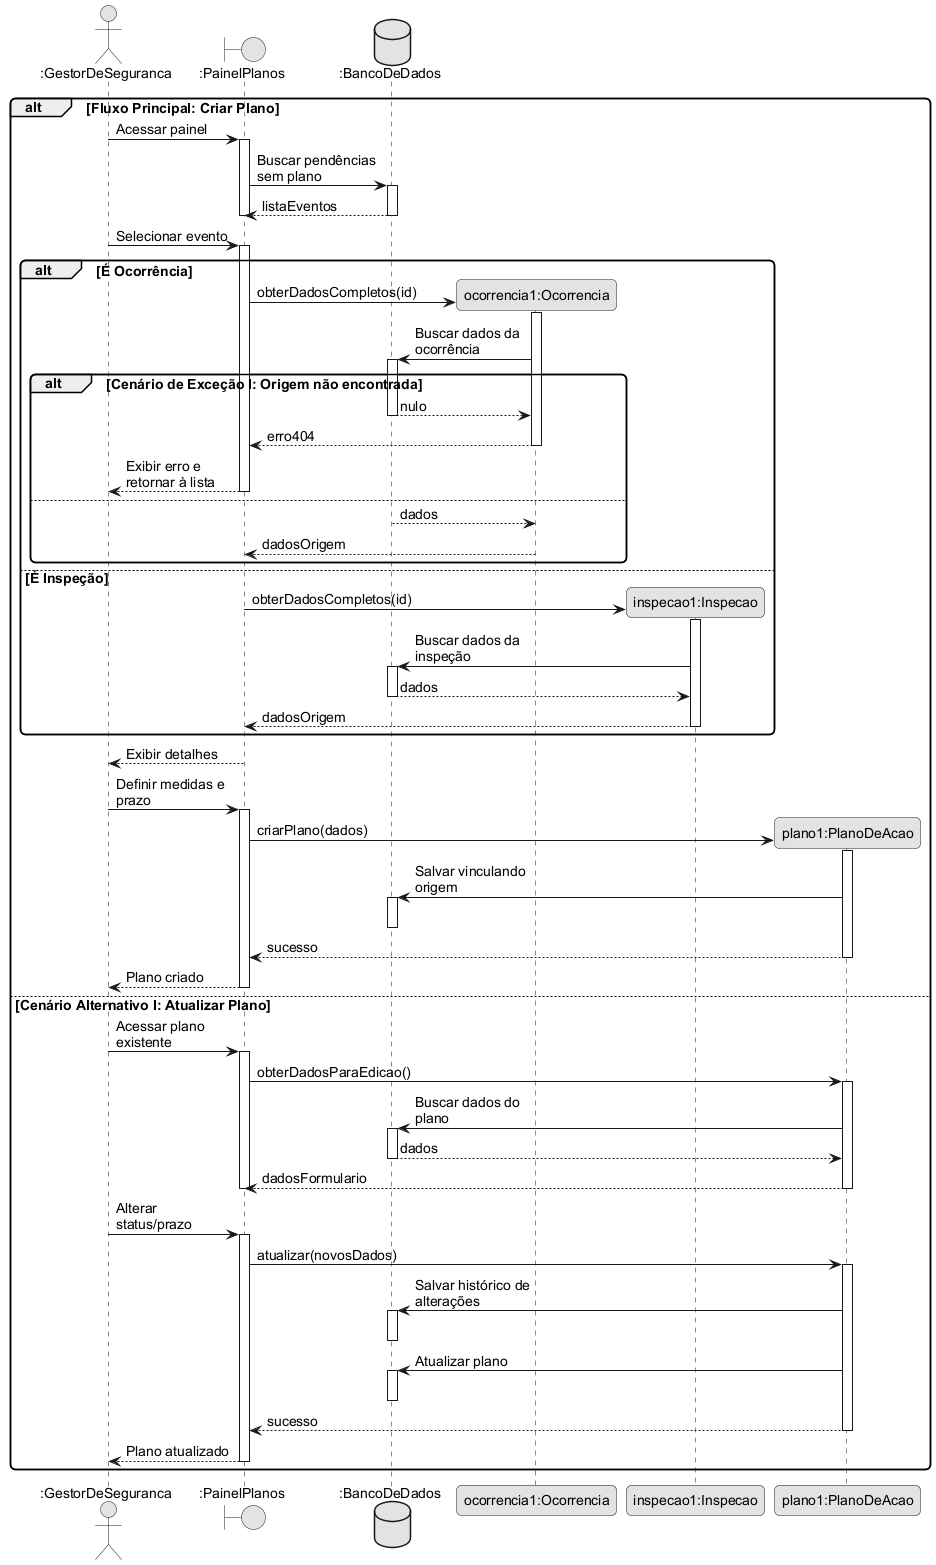 :GestorDeSeguranca
:PainelPlanos
:BancoDeDados
alt
[Fluxo Principal: Criar Plano]
Acessar painel
Buscar pendências
sem plano
listaEventos
Selecionar evento
alt
[É Ocorrência]
obterDadosCompletos(id)
ocorrencia1:Ocorrencia
Buscar dados da
ocorrência
alt
[Cenário de Exceção I: Origem não encontrada]
nulo
erro404
Exibir erro e
retornar à lista
dados
dadosOrigem
[É Inspeção]
obterDadosCompletos(id)
inspecao1:Inspecao
Buscar dados da
inspeção
dados
dadosOrigem
Exibir detalhes
Definir medidas e
prazo
criarPlano(dados)
plano1:PlanoDeAcao
Salvar vinculando
origem
sucesso
Plano criado
[Cenário Alternativo I: Atualizar Plano]
Acessar plano
existente
obterDadosParaEdicao()
Buscar dados do
plano
dados
dadosFormulario
Alterar
status/prazo
atualizar(novosDados)
Salvar histórico de
alterações
Atualizar plano
sucesso
Plano atualizado
:GestorDeSeguranca
:PainelPlanos
:BancoDeDados
ocorrencia1:Ocorrencia
inspecao1:Inspecao
plano1:PlanoDeAcao